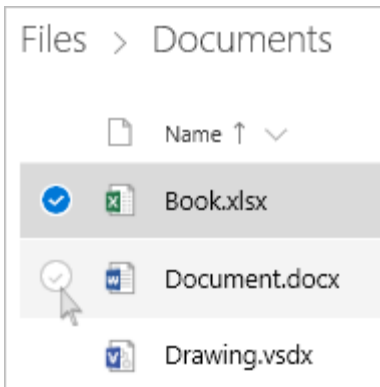 Files > Documents
Name ↑
Book.xlsx
Document.docx
Drawing.vsdx